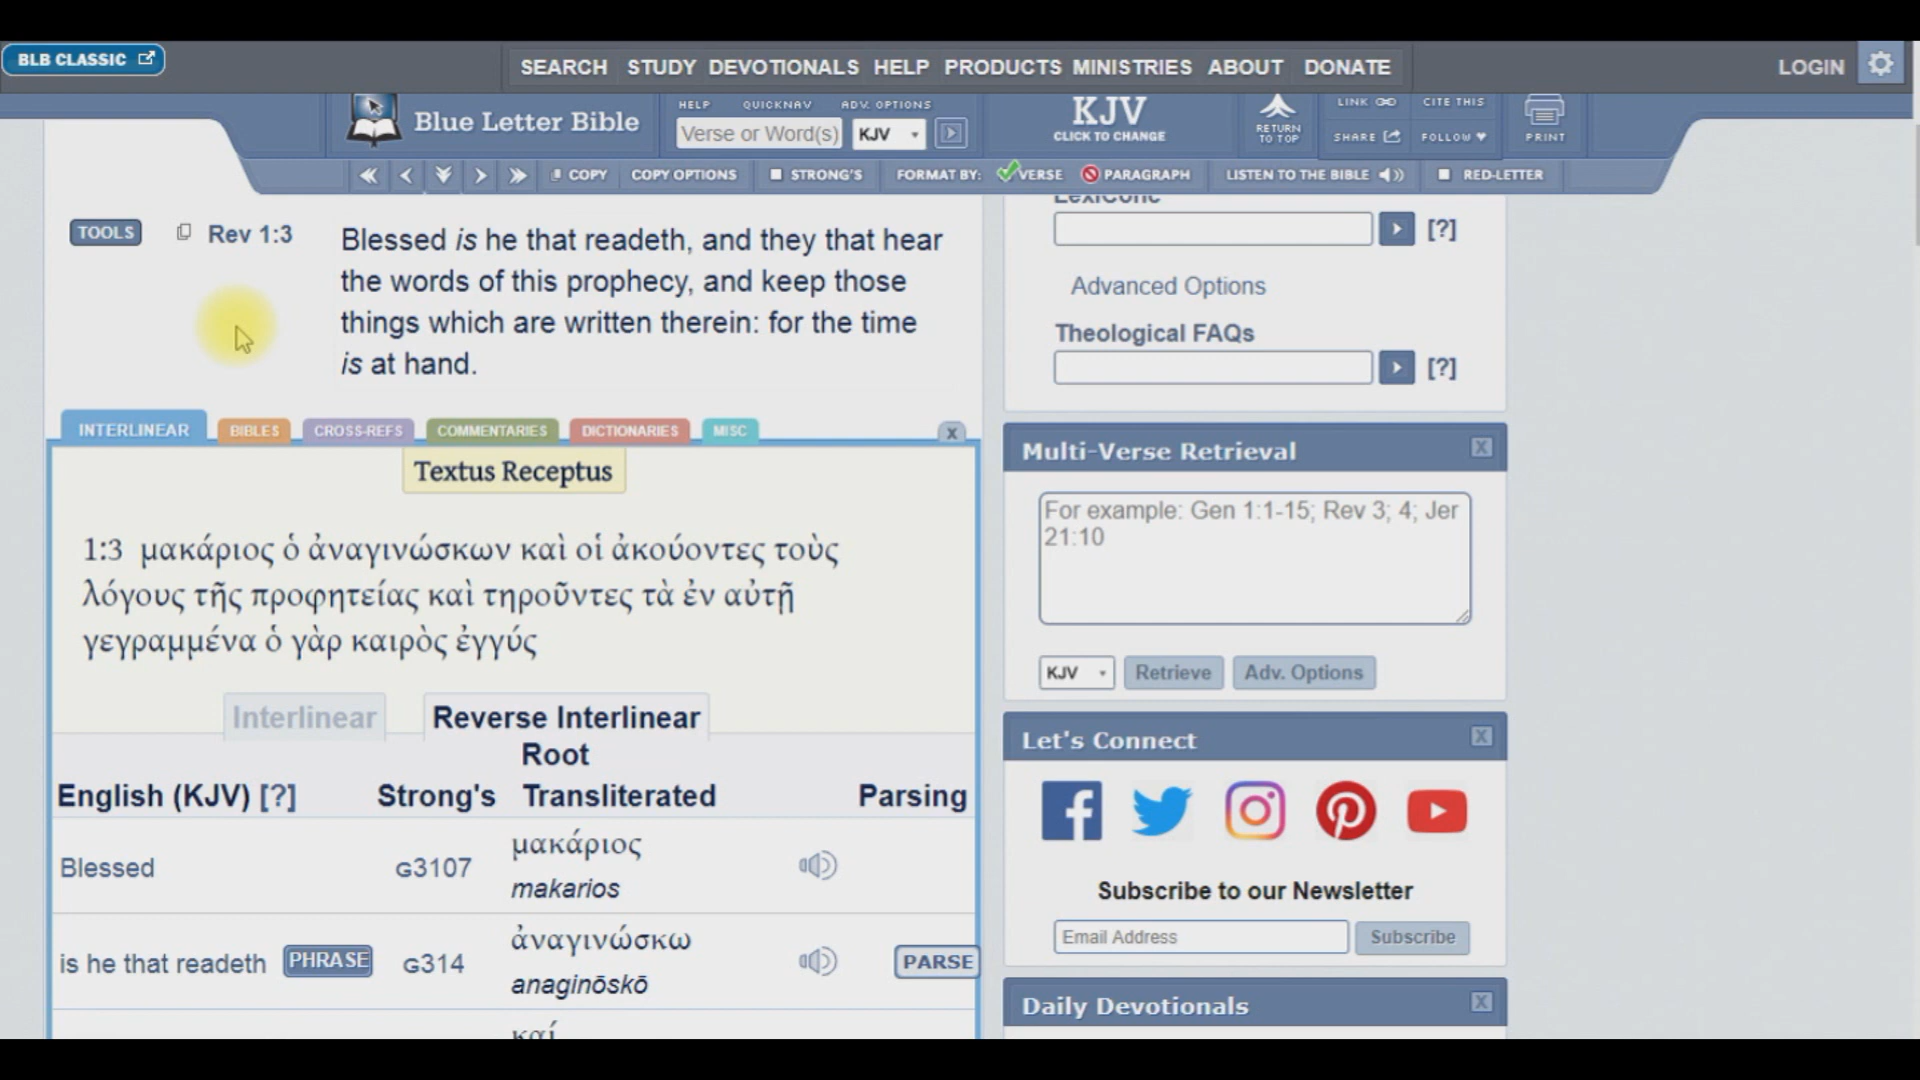 BLB CLASSIC
SEARCH STUDY DEVOTIONALS HELP PRODUCTS MINISTRIES ABOUT DONATE
LOGIN
Blue Letter Bible
HELP QUICKNAV ADV. OPTIONS
Verse or Word(s) KJV
KJV
CLICK TO CHANGE
RETURN
TO TOP
LINK CITE THIS
SHARE FOLLOW
PRINT
COPY COPY OPTIONS STRONG'S FORMAT BY: VERSE PARAGRAPH LISTEN TO THE BIBLE RED-LETTER
TOOLS Rev 1:3
Blessed is he that readeth, and they that hear
the words of this prophecy, and keep those
things which are written therein: for the time
is at hand.
INTERLINEAR BIBLES CROSS-REFS COMMENTARIES DICTIONARIES MISC X
Textus Receptus
1:3 μακάριος ὁ ἀναγινώσκων καὶ οἱ ἀκούοντες τοὺς
λόγους τῆς προφητείας καὶ τηροῦντες τὰ ἐν αὐτῇ
γεγραμμένα ὁ γὰρ καιρὸς ἐγγύς
Interlinear Reverse Interlinear
Root
English (KJV) [?] Strong's Transliterated Parsing
Blessed G3107 μακάριος
makarios
is he that readeth PHRASE G314 ἀναγινώσκω PARSE
anaginōskō
καί
LexiConc
[?]
Advanced Options
Theological FAQs
[?]
Multi-Verse Retrieval X
For example: Gen 1:1-15; Rev 3; 4; Jer
21:10
KJV Retrieve Adv. Options
Let's Connect X
Subscribe to our Newsletter
Email Address Subscribe
Daily Devotionals X